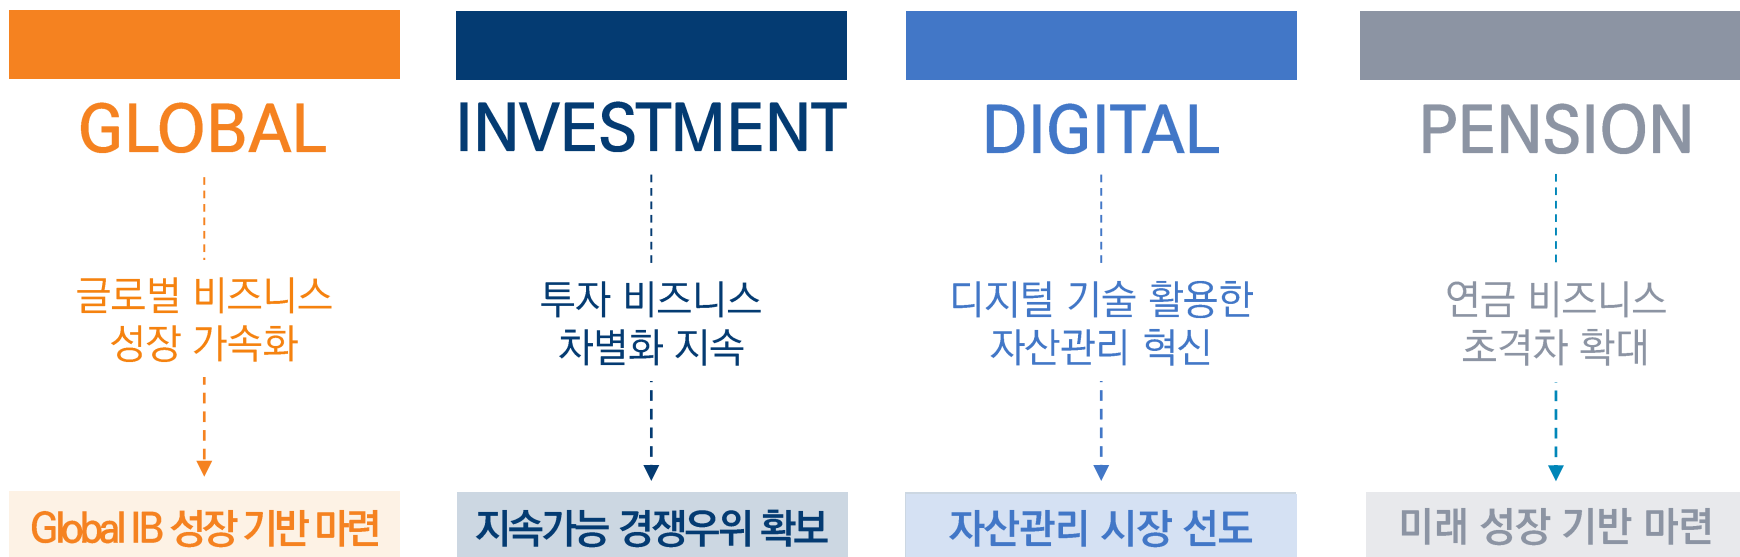 GLOBAL
글로벌 비즈니스
성장 가속화
Global IB 성장 기반 마련
INVESTMENT
투자 비즈니스
차별화 지속
지속가능 경쟁우위 확보
DIGITAL
디지털 기술 활용한
자산관리 혁신
자산관리 시장 선도
PENSION
연금 비즈니스
초격차 확대
미래 성장 기반 마련